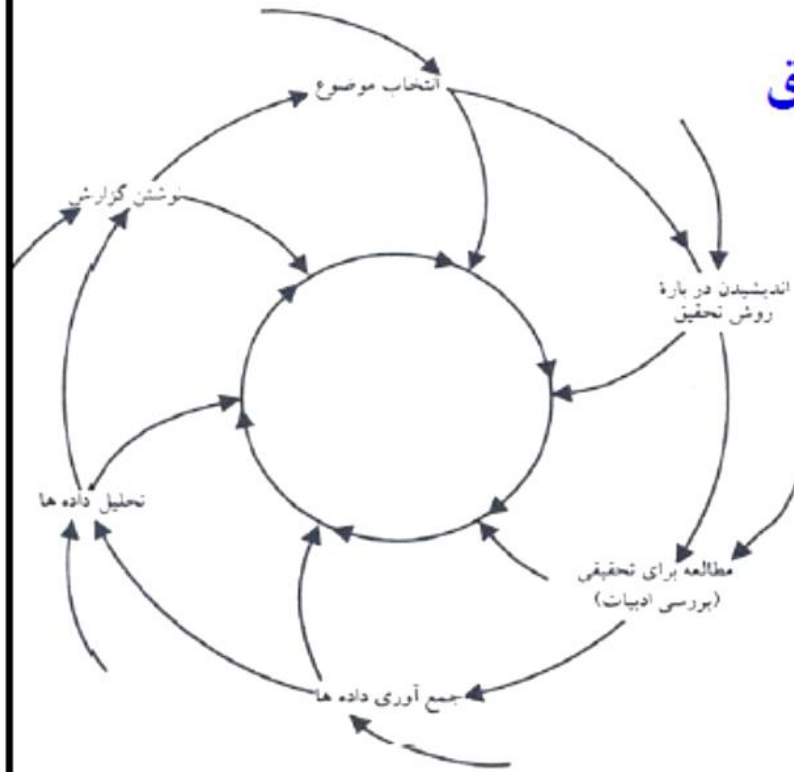 انتخاب موضوع
اندیشیدن در بارهٔ
روش تحقیق
مطالعه برای تحقیقی
(بررسی ادبیات)
جمع آوری داده ها
تحلیل داده ها
نوشتن گزارش